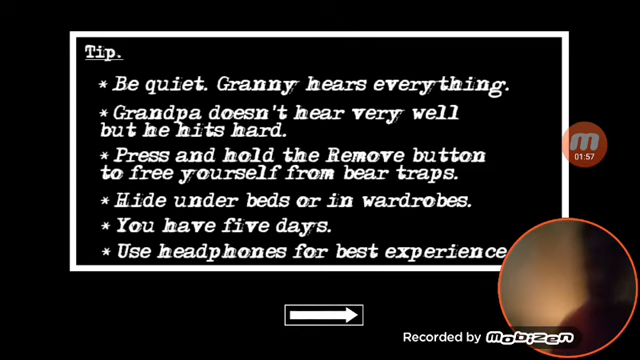 Tip.
* Be quiet. Granny hears everything.
* Grandpa doesn't hear very well
but he hits hard.
* Press and hold the Remove button
to free yourself from bear traps.
* Hide under beds or in wardrobes.
* You have five days.
* Use headphones for best experience
01:57
Recorded by mobizen